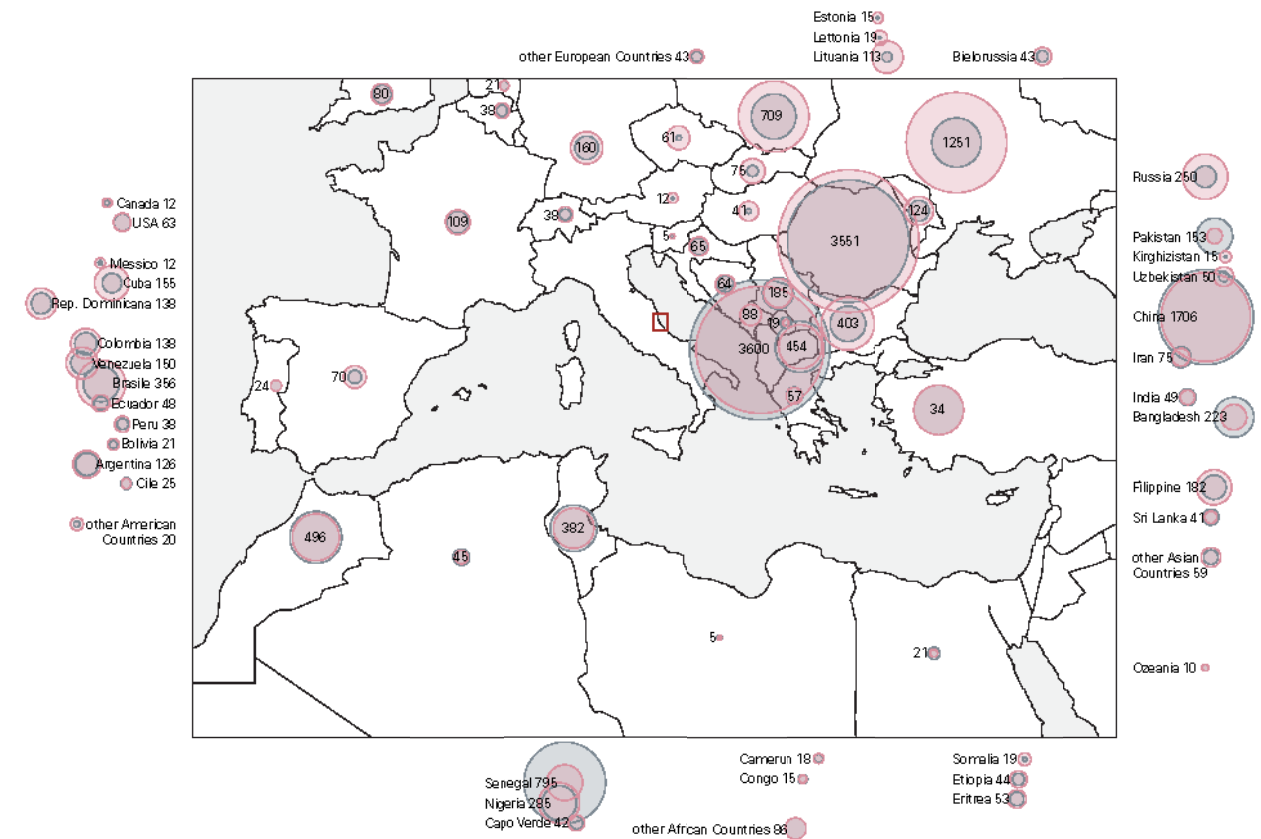 Estonia 15
Lettonia 19
Lituania 113
other European Countries 43
Bielorussia 43
21
80
38
709
1251
160
61
75
Russia 250
Canada 12
USA 63
12
38
41
124
109
5
65
3551
Pakistan 153
Kirghizistan 15
Messico 12
Cuba 155
Uzbekistan 50
64
185
Rep. Dominicana 138
88
19
403
China 1706
Colombia 138
3600
454
Iran 75
Venezuela 150
Brasile 356
24
70
57
India 49
Ecuador 48
34
Bangladesh 223
Peru 38
Bolivia 21
Argentina 126
Cile 25
Filippine 182
Sri Lanka 41
other American
Countries 20
496
382
45
other Asian
Countries 59
5
21
Ozeania 10
Senegal 795
Nigeria 285
Capo Verde 42
Camerun 18
Congo 15
other African Countries 86
Somalia 19
Etiopia 44
Eritrea 53